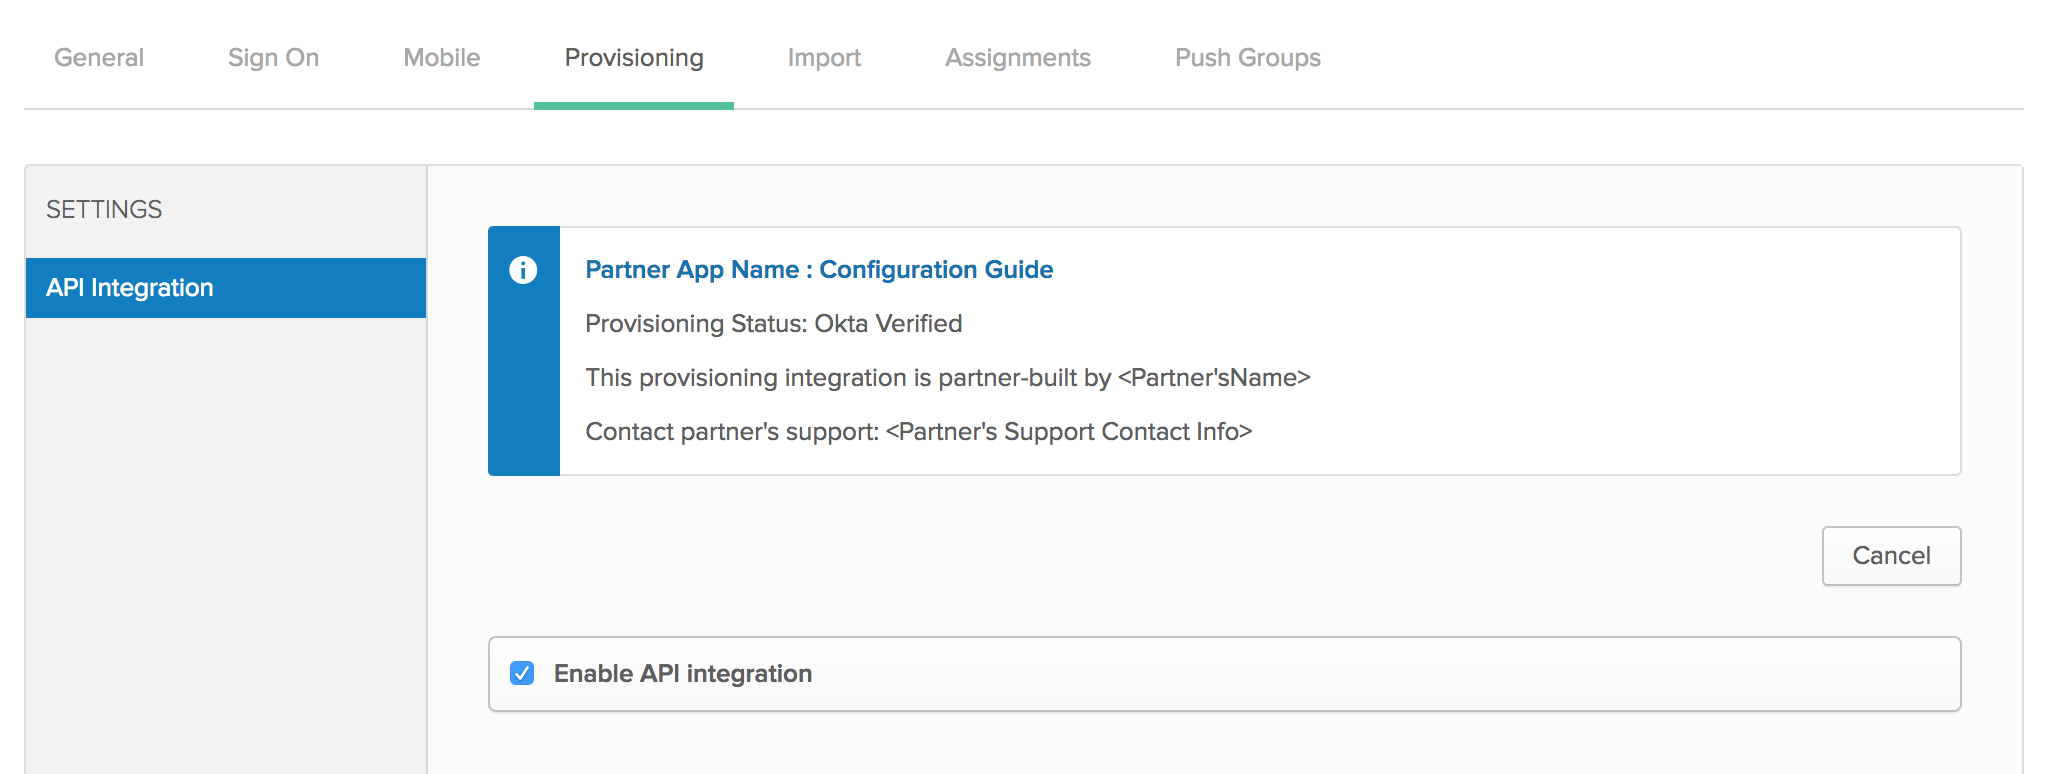 General Sign On Mobile Provisioning Import Assignments Push Groups
SETTINGS
API Integration
Partner App Name : Configuration Guide
Provisioning Status: Okta Verified
This provisioning integration is partner-built by <Partner'sName>
Contact partner's support: <Partner's Support Contact Info>
Cancel
Enable API integration